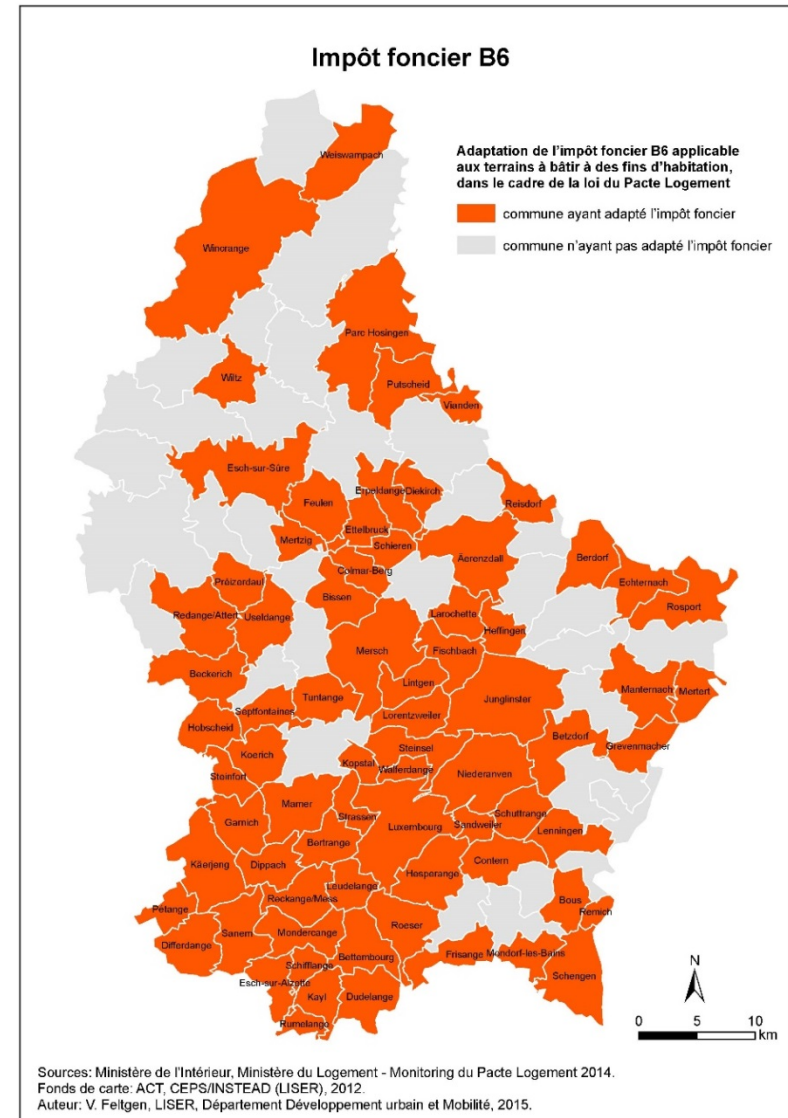 Impôt foncier B6
Adaptation de l'impôt foncier B6 applicable
aux terrains à bâtir à des fins d'habitation,
dans le cadre de la loi du Pacte Logement
commune ayant adapté l'impôt foncier
commune n'ayant pas adapté l'impôt foncier
Weiswampach
Winorange
Parc Hosingen
Wiltz
Putscheid
Vianden
Esch-sur-Sûre
Erpeldange
Diekirch
Reisdorf
Feulen
Ettelbruck
Mertzig
Schieren
Äerenzdall
Berdorf
Echternach
Colmar-Berg
Préizerdaul
Bissen
Rosport
Redange/Attert
Useldange
Larochette
Heffingen
Mersch
Fischbach
Beckerich
Lintgen
Manternach
Mertert
Septfontaines
Tuntange
Junglinster
Hobscheid
Lorentzweiler
Betzdorf
Grevenmacher
Koerich
Steinsel
Kopstal
Walferdange
Steinfort
Niederanven
Mamer
Strassen
Schuttrange
Garnich
Luxembourg
Sandweiler
Lenningen
Bertrange
Käerjeng
Dippach
Contern
Hesperange
Leudelange
Reckange/Mess
Bous
Pétange
Remich
Sanem
Mondercange
Roeser
Differdange
Bettembourg
Frisange
Mondorf-les-Bains
Schifflange
Schengen
Esch-sur-Alzette
Kayl
Dudelange
Rumelange
N
0 5 10
km
Sources: Ministère de l'Intérieur, Ministère du Logement - Monitoring du Pacte Logement 2014.
Fonds de carte: ACT, CEPS/INSTEAD (LISER), 2012.
Auteur: V. Feltgen, LISER, Département Développement urbain et Mobilité, 2015.